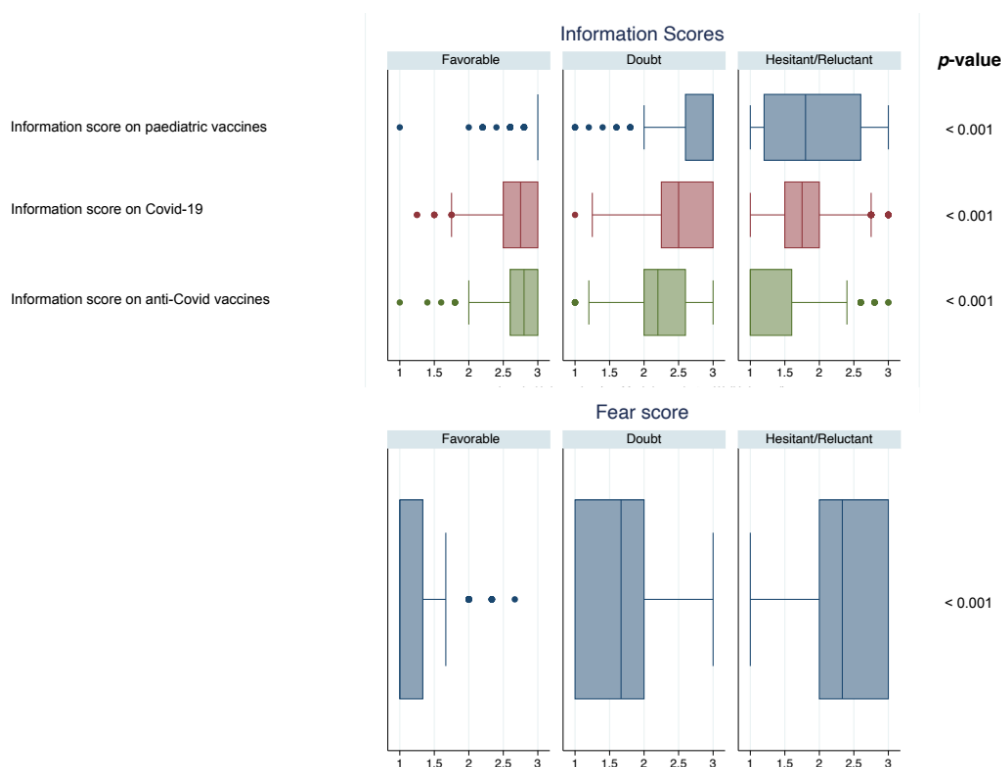 Information Scores
Favorable Doubt Hesitant/Reluctant p-value
Information score on paediatric vaccines < 0.001
Information score on Covid-19 < 0.001
Information score on anti-Covid vaccines < 0.001
1 1.5 2 2.5 3 1 1.5 2 2.5 3 1 1.5 2 2.5 3
Fear score
Favorable Doubt Hesitant/Reluctant
< 0.001
1 1.5 2 2.5 3 1 1.5 2 2.5 3 1 1.5 2 2.5 3